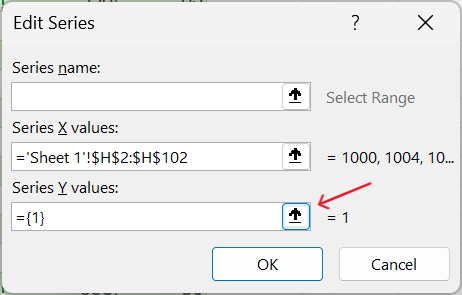 Edit Series
?
Series name:
Select Range
Series X values:
='Sheet 1'!$H$2:$H$102
= 1000, 1004, 10...
Series Y values:
={1}
= 1
OK
Cancel